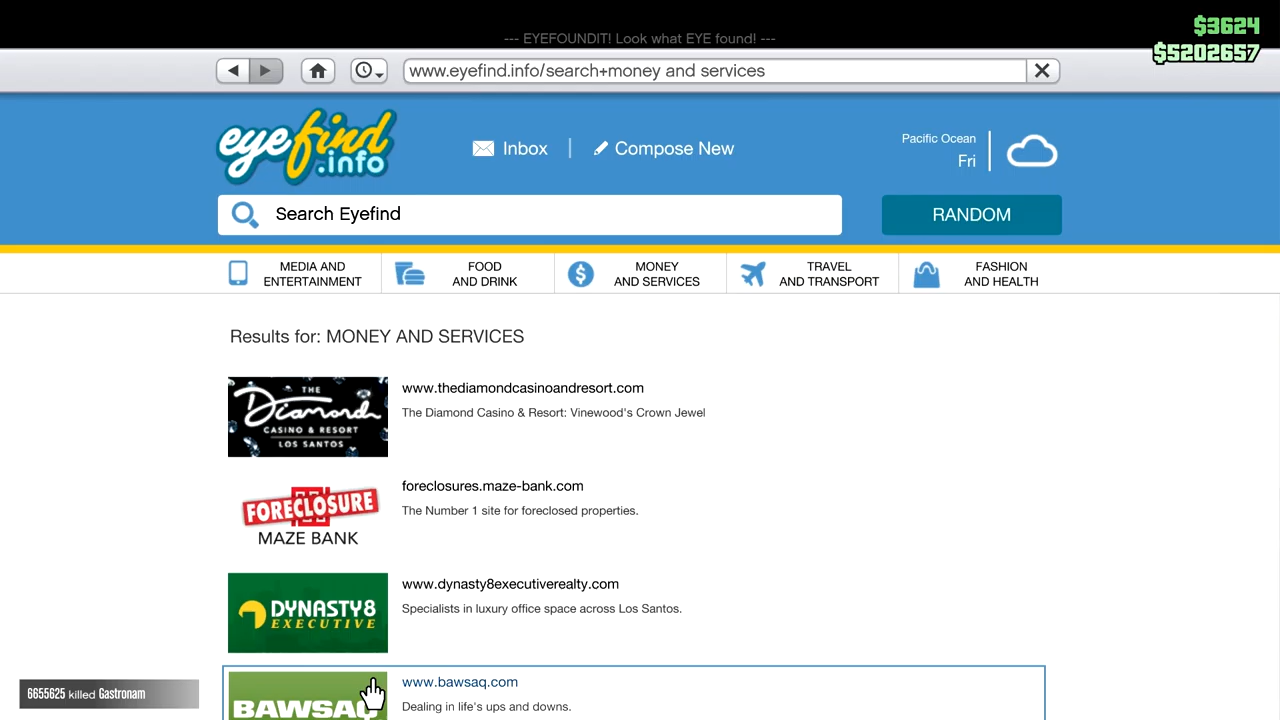 --- EYEFOUNDIT! Look what EYE found! ---
$3624
$5202657
www.eyefind.info/search+money and services
eyefind.info
Inbox
Compose New
Pacific Ocean
Fri
Search Eyefind
RANDOM
MEDIA AND
ENTERTAINMENT
FOOD
AND DRINK
MONEY
AND SERVICES
TRAVEL
AND TRANSPORT
FASHION
AND HEALTH
Results for: MONEY AND SERVICES
THE
Diamond
CASINO & RESORT
LOS SANTOS
www.thediamondcasinoandresort.com
The Diamond Casino & Resort: Vinewood's Crown Jewel
FORECLOSURE
MAZE BANK
foreclosures.maze-bank.com
The Number 1 site for foreclosed properties.
DYNASTY8
EXECUTIVE
www.dynasty8executiverealty.com
Specialists in luxury office space across Los Santos.
BAWSAQ
www.bawsaq.com
Dealing in life's ups and downs.
6655625 killed Gastronam